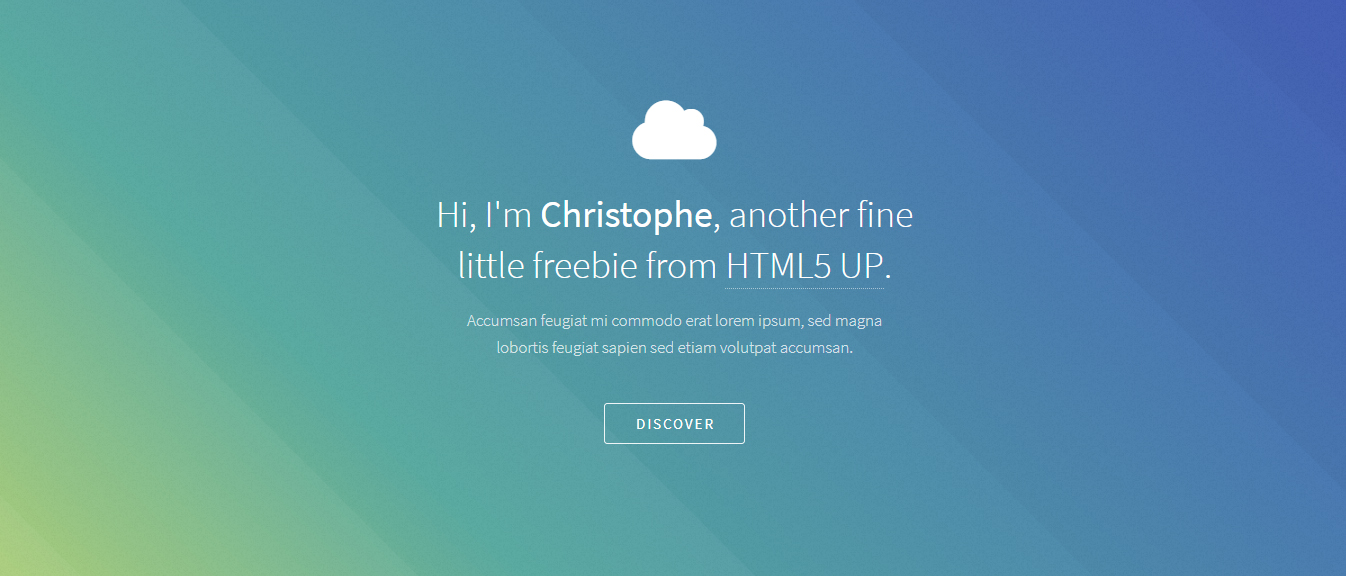 Hi, I'm Christophe, another fine
little freebie from HTML5 UP.
Accumsan feugiat mi commodo erat lorem ipsum, sed magna
lobortis feugiat sapien sed etiam volutpat accumsan.
DISCOVER